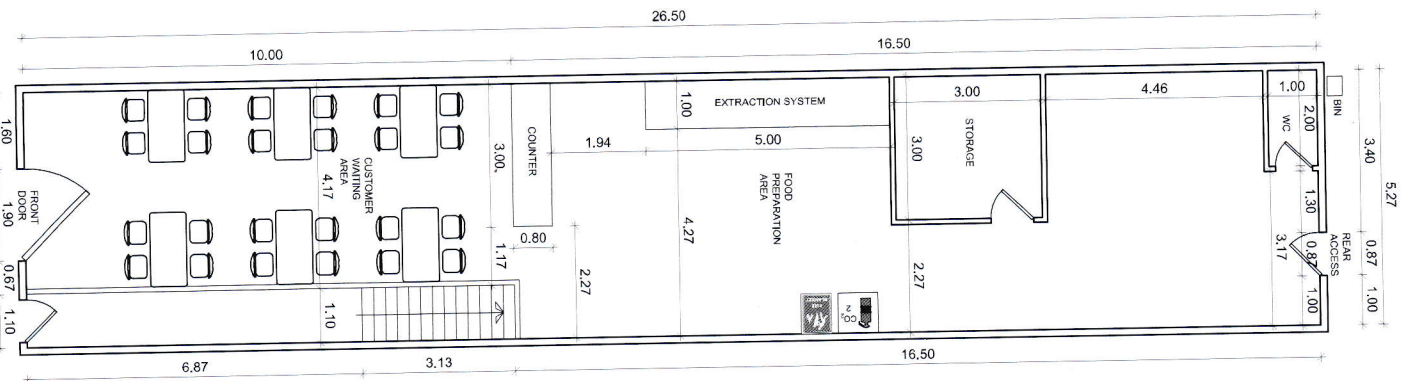 26.50
10.00
16.50
1.60
FRONT
DOOR
1.90
0.67
1.10
CUSTOMER
WAITING
AREA
4.17
1.10
3.00
1.17
COUNTER
0.80
1.94
2.27
1.00
EXTRACTION SYSTEM
5.00
4.27
FOOD
PREPARATION
AREA
CO2
2
3.00
3.00
STORAGE
2.27
4.46
1.00
WC
2.00
1.30
3.17
0.87
1.00
BIN
REAR
ACCESS
3.40
0.87
1.00
5.27
6.87
3.13
16.50